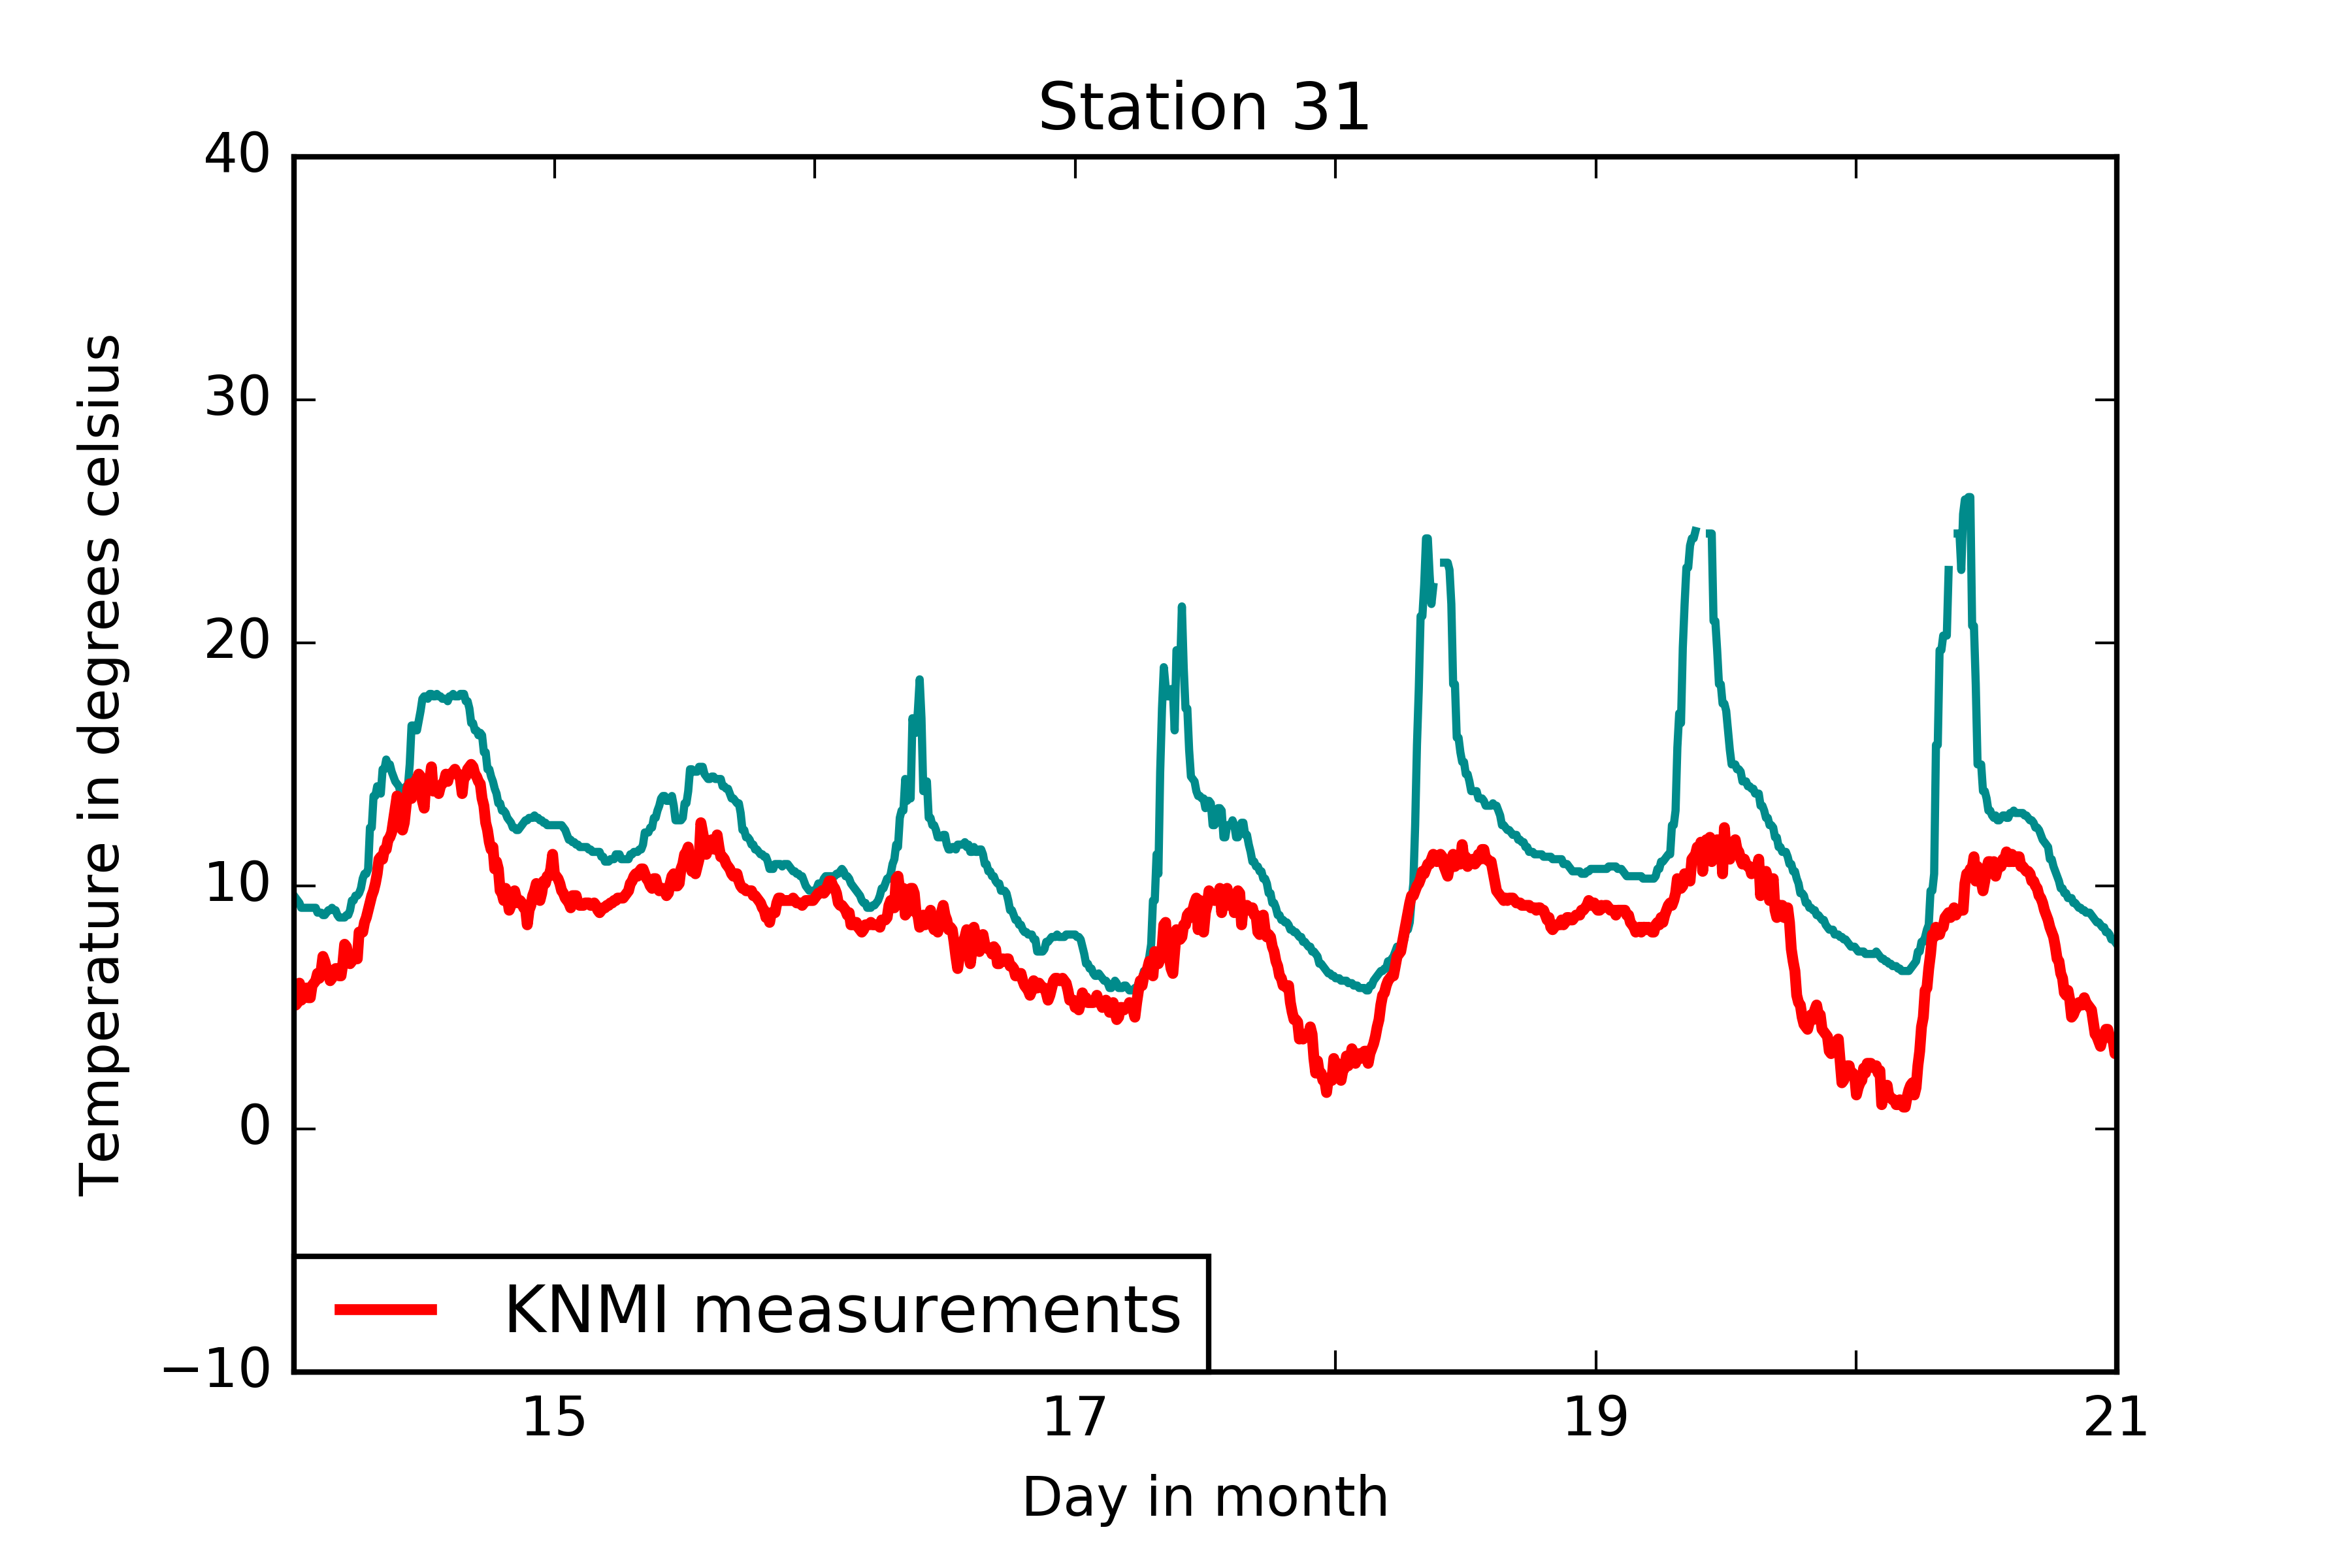 Station 31
40
30
20
10
0
−10
Temperature in degrees celsius
KNMI measurements
15 17 19 21
Day in month